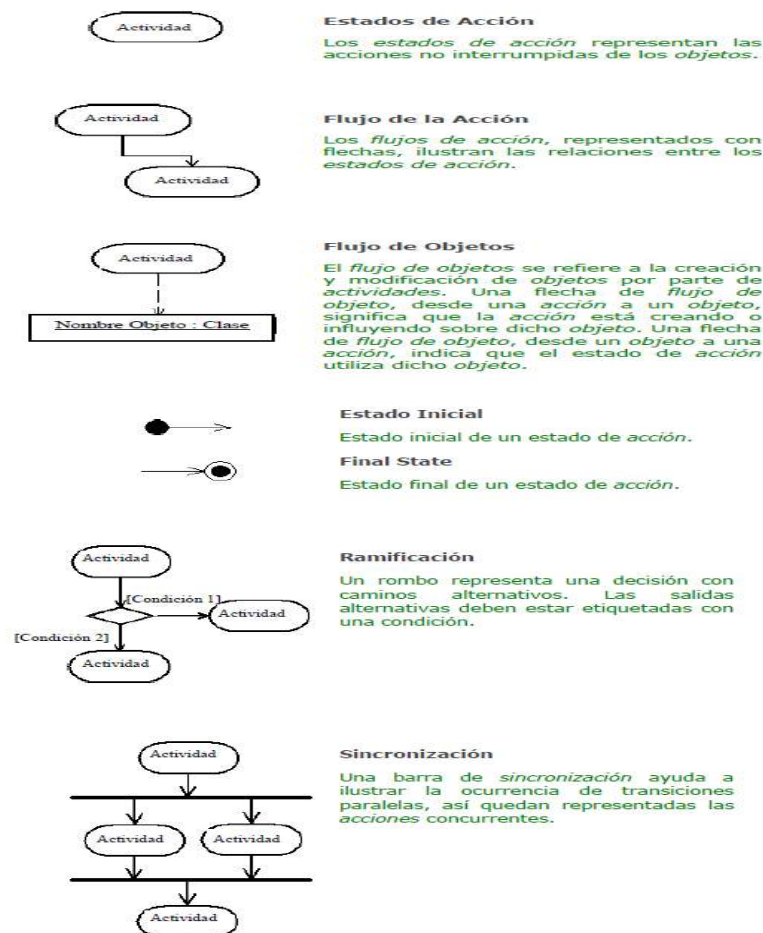 Actividad
Estados de Acción
Los estados de acción representan las
acciones no interrumpidas de los objetos.
Actividad
Actividad
Flujo de la Acción
Los flujos de acción, representados con
flechas, ilustran las relaciones entre los
estados de acción.
Actividad
Nombre Objeto : Clase
Flujo de Objetos
El flujo de objetos se refiere a la creación
y modificación de objetos por parte de
actividades. Una flecha de flujo de
objeto, desde una acción a un objeto,
significa que la acción está creando o
influyendo sobre dicho objeto. Una flecha
de flujo de objeto, desde un objeto a una
acción, indica que el estado de acción
utiliza dicho objeto.
Estado Inicial
Estado inicial de un estado de acción.
Final State
Estado final de un estado de acción.
Actividad
[Condición 1]
Actividad
[Condición 2]
Actividad
Ramificación
Un rombo representa una decisión con
caminos alternativos. Las salidas
alternativas deben estar etiquetadas con
una condición.
Actividad
Actividad
Actividad
Actividad
Sincronización
Una barra de sincronización ayuda a
ilustrar la ocurrencia de transiciones
paralelas, así quedan representadas las
acciones concurrentes.